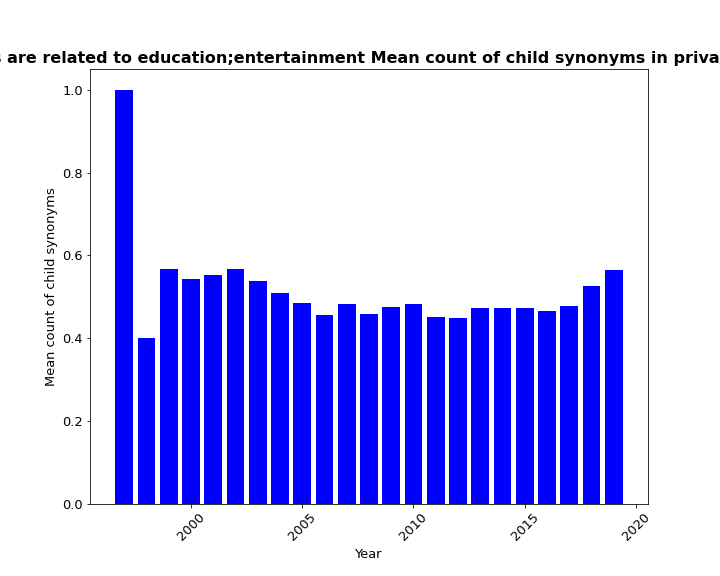 are related to education;entertainment Mean count of child synonyms in
1.0
0.8
0.6
0.4
0.2
0.0
Mean count of child synonyms
2000 2005 2010 2015 2020
Year